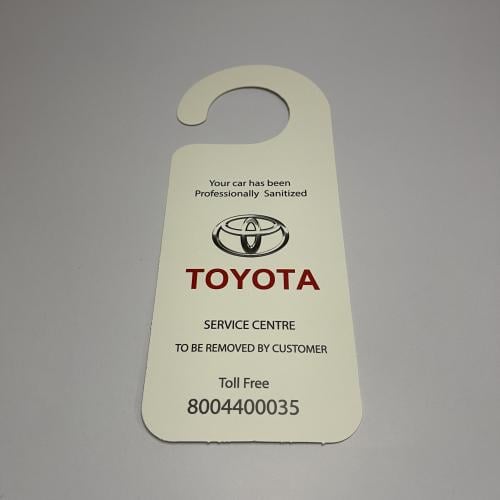 Your car has been
Professionally Sanitized
TOYOTA
SERVICE CENTRE
TO BE REMOVED BY CUSTOMER
Toll Free
8004400035